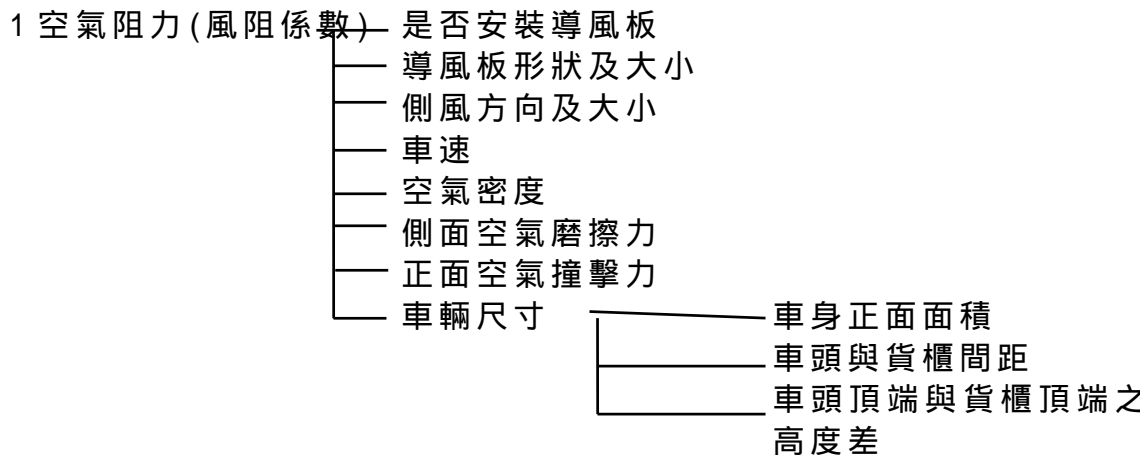 1 空氣阻力(風阻係數) 是否安裝導風板
導風板形狀及大小
側風方向及大小
車速
空氣密度
側面空氣磨擦力
正面空氣撞擊力
車輛尺寸 車身正面面積
車頭與貨櫃間距
車頭頂端與貨櫃頂端之
高度差